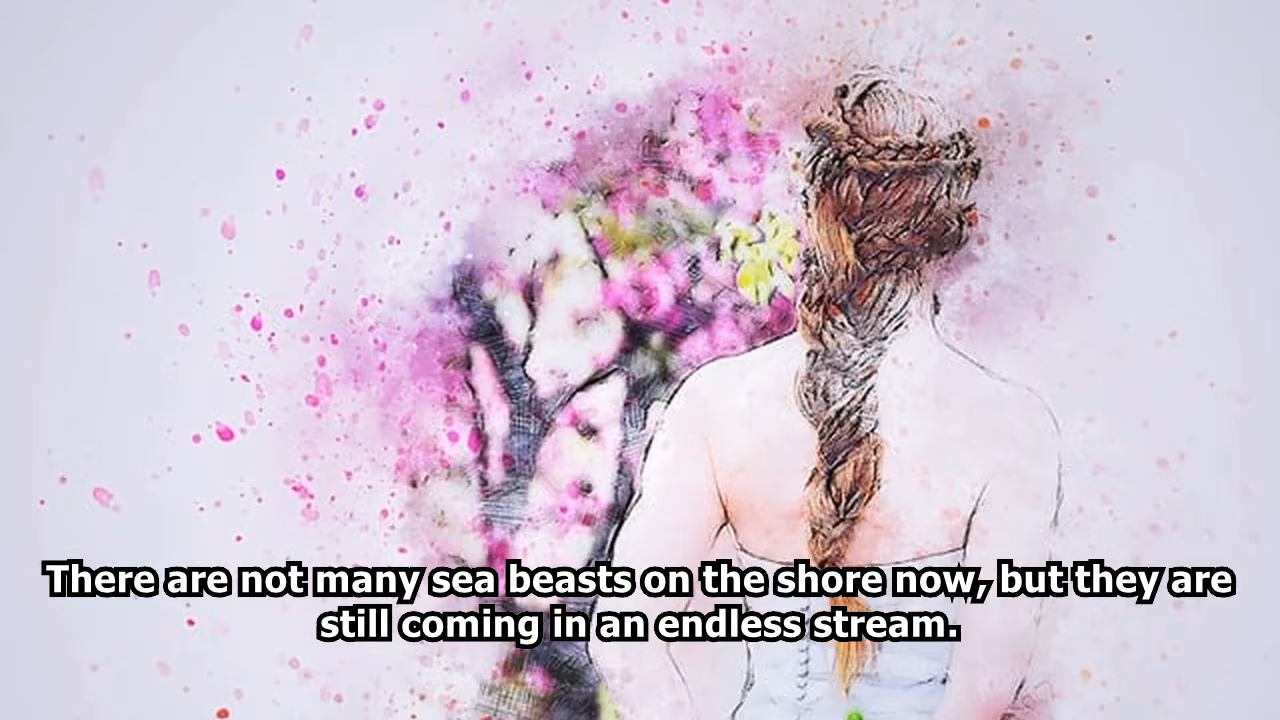 There are not many sea beasts on the shore now, but they are
still coming in an endless stream.